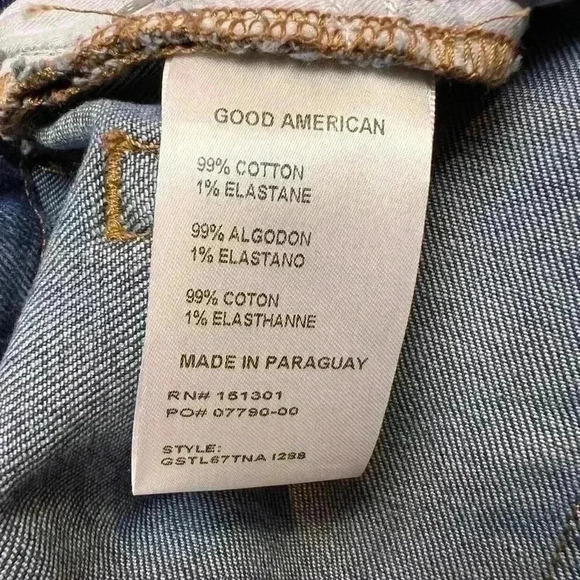 GOOD AMERICAN
99% COTTON
1% ELASTANE
99% ALGODON
1% ELASTANO
99% COTON
1% ELASTHANNE
MADE IN PARAGUAY
RN# 151301
PO# 07790-00
STYLE:
GSTL67TNA I288